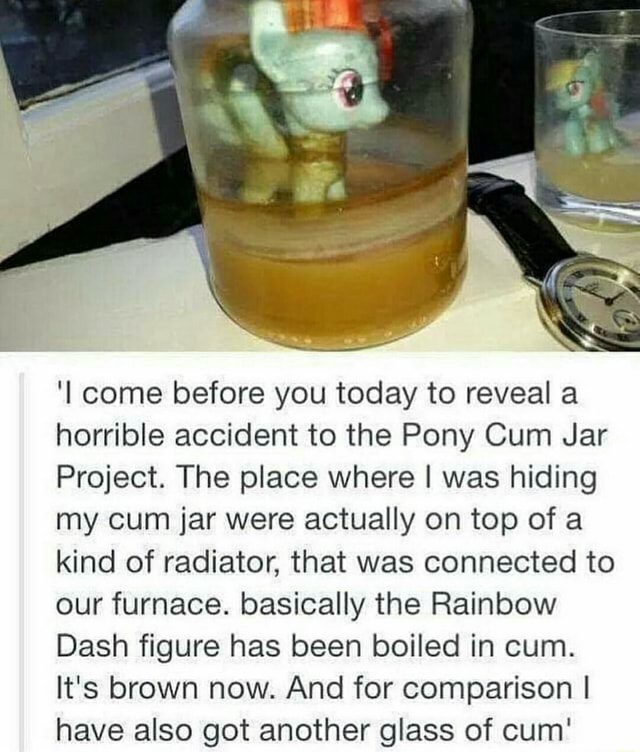 'I come before you today to reveal a
horrible accident to the Pony Cum Jar
Project. The place where I was hiding
my cum jar were actually on top of a
kind of radiator, that was connected to
our furnace. basically the Rainbow
Dash figure has been boiled in cum.
It's brown now. And for comparison I
have also got another glass of cum'